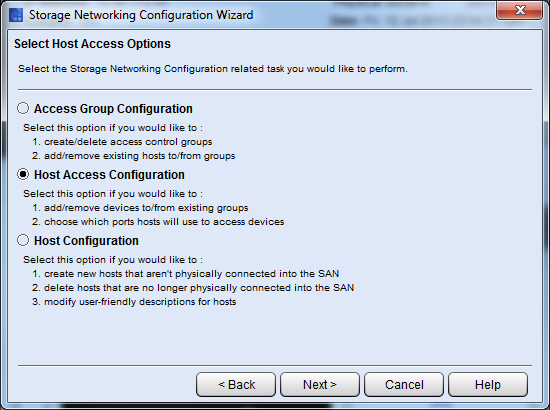 Storage Networking Configuration Wizard
Select Host Access Options
Select the Storage Networking Configuration related task you would like to perform.
Access Group Configuration
Select this option if you would like to :
1. create/delete access control groups
2. add/remove existing hosts to/from groups
Host Access Configuration
Select this option if you would like to :
1. add/remove devices to/from existing groups
2. choose which ports hosts will use to access devices
Host Configuration
Select this option if you would like to :
1. create new hosts that aren't physically connected into the SAN
2. delete hosts that are no longer physically connected into the SAN
3. modify user-friendly descriptions for hosts
< Back Next > Cancel Help